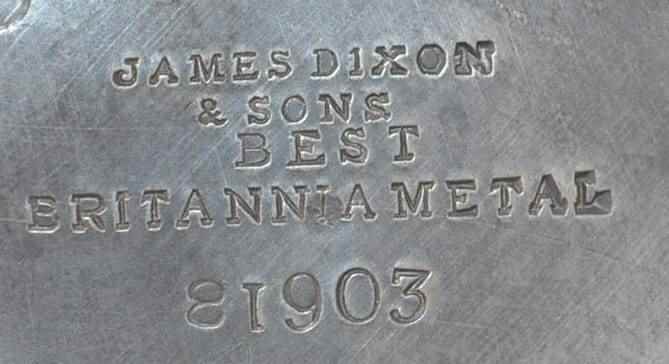 JAMES DIXON
& SONS
BEST
BRITANNIA METAL
81903